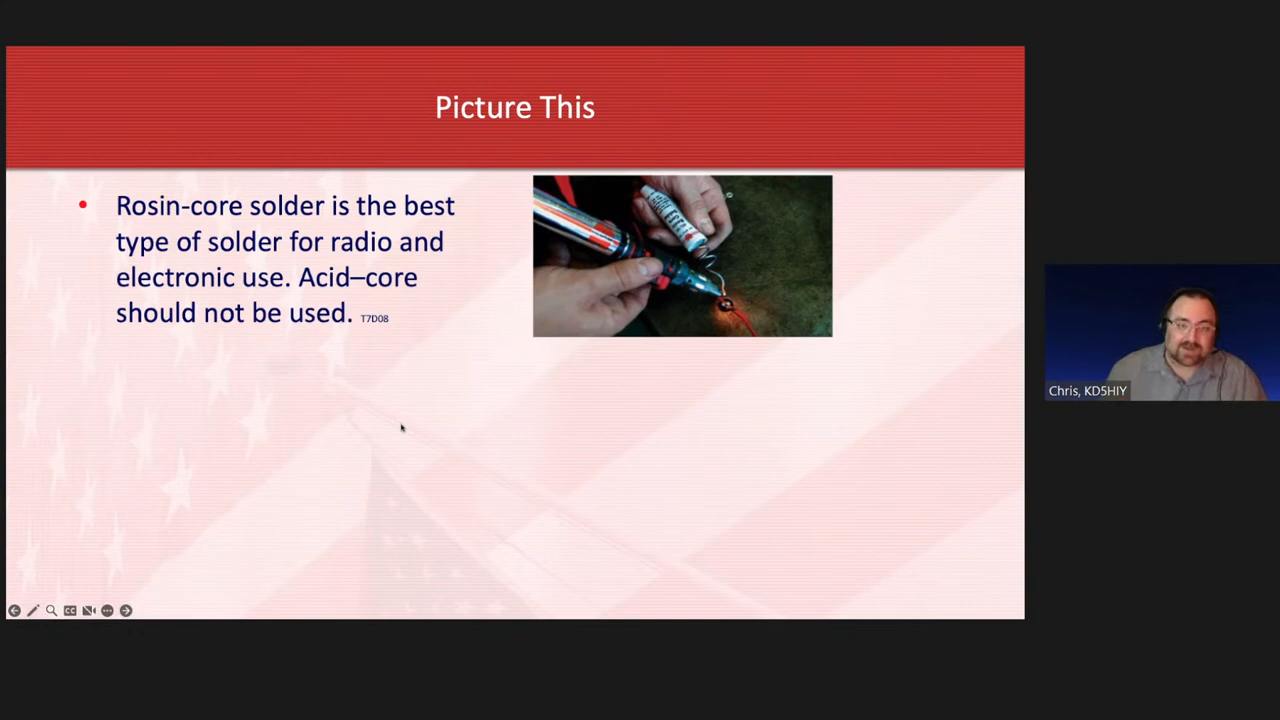 Picture This
Rosin-core solder is the best
type of solder for radio and
electronic use. Acid–core
should not be used. T7D08
Chris, KD5HIY
CC